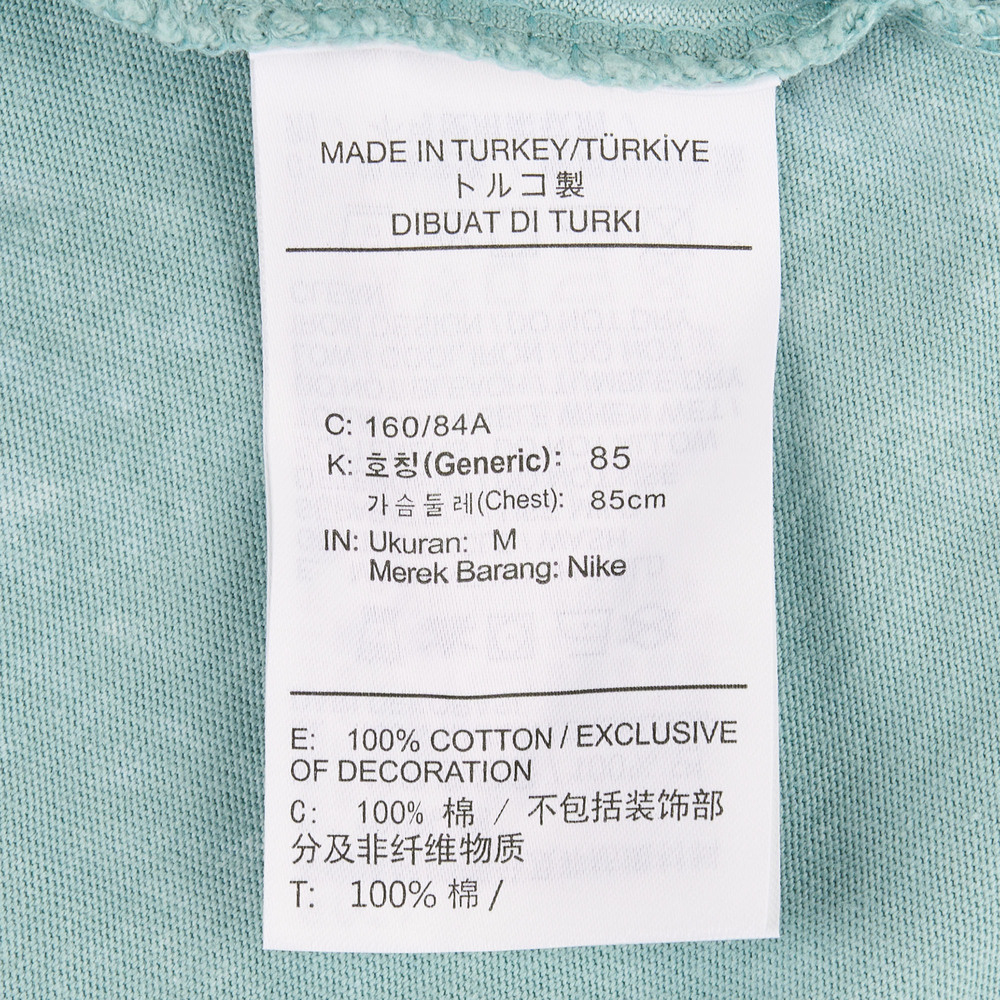 MADE IN TURKEY/TÜRKİYE
トルコ製
DIBUAT DI TURKI
C: 160/84A
K: 호칭(Generic): 85
가슴둘레(Chest): 85cm
IN: Ukuran: M
Merek Barang: Nike
E: 100% COTTON / EXCLUSIVE
OF DECORATION
C: 100% 棉 / 不包括装饰部
分及非纤维物质
T: 100% 棉 /